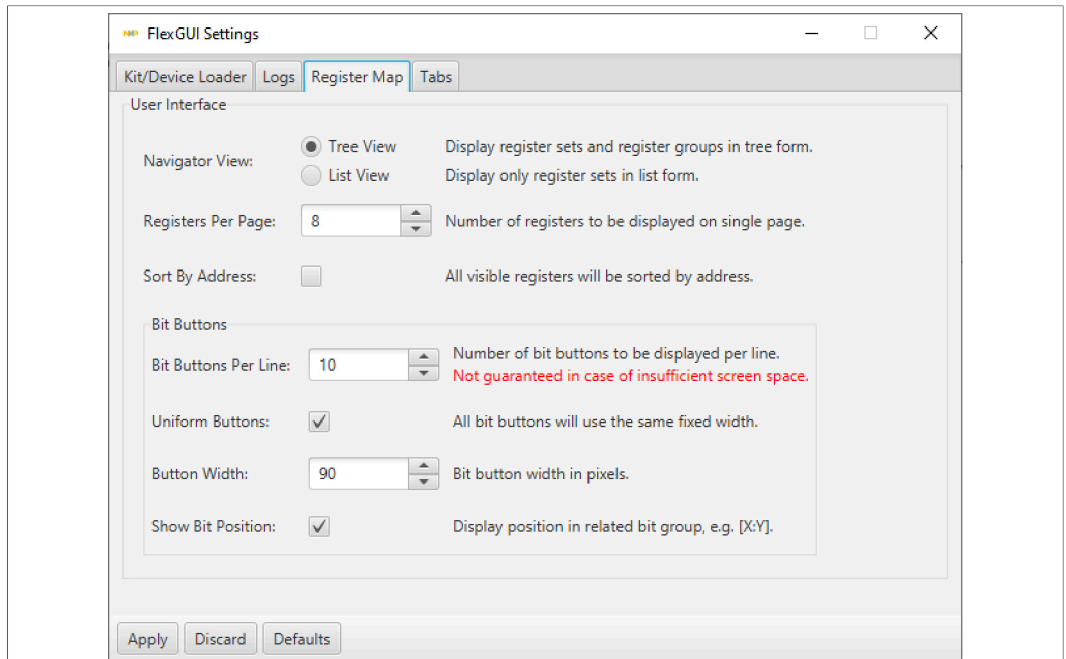 NXP FlexGUI Settings
Kit/Device Loader Logs Register Map Tabs
User Interface
Navigator View:
Tree View Display register sets and register groups in tree form.
List View Display only register sets in list form.
Registers Per Page: 8 Number of registers to be displayed on single page.
Sort By Address: All visible registers will be sorted by address.
Bit Buttons
Bit Buttons Per Line: 10 Number of bit buttons to be displayed per line.
Not guaranteed in case of insufficient screen space.
Uniform Buttons: All bit buttons will use the same fixed width.
Button Width: 90 Bit button width in pixels.
Show Bit Position: Display position in related bit group, e.g. [X:Y].
Apply Discard Defaults